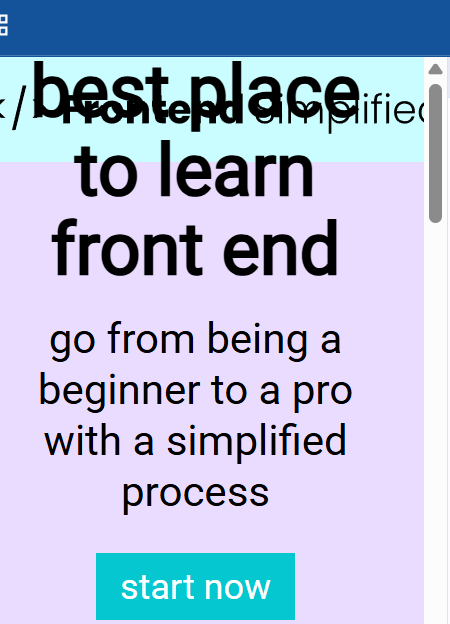 best place
</> Frontend simplified
to learn
front end
go from being a
beginner to a pro
with a simplified
process
start now